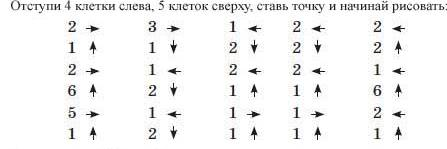 Отступи 4 клетки слева, 5 клеток сверху, ставь точку и начинай рисовать:
2 → 3 → 1 ← 2 ← 2 ←
1 ↑ 1 ↓ 2 ↓ 2 ↓ 2 ↑
2 → 1 ← 2 ← 2 ← 1 ←
6 ↑ 2 ↓ 1 ↑ 1 ↑ 6 ↑
5 → 1 ← 1 → 1 → 2 ←
1 ↑ 2 ↓ 1 ↑ 1 ↑ 1 ↑